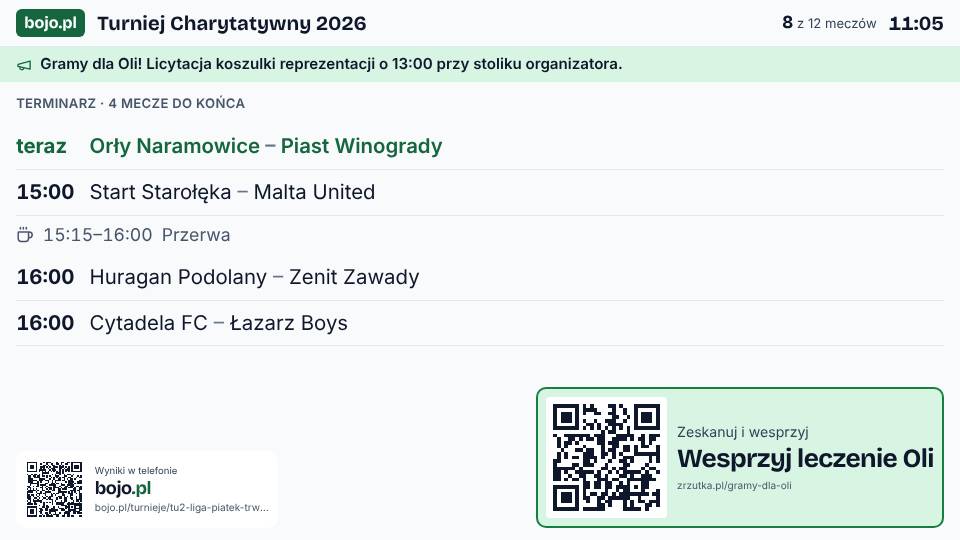 bojo.pl Turniej Charytatywny 2026 8 z 12 meczów 11:05
Gramy dla Oli! Licytacja koszulki reprezentacji o 13:00 przy stoliku organizatora.
TERMINARZ · 4 MECZE DO KOŃCA
teraz Orły Naramowice – Piast Winogrady
15:00 Start Starołęka – Malta United
15:15–16:00 Przerwa
16:00 Huragan Podolany – Zenit Zawady
16:00 Cytadela FC – Łazarz Boys
Wyniki w telefonie
bojo.pl
bojo.pl/turnieje/tu2-liga-piatek-trw...
Zeskanuj i wesprzyj
Wesprzyj leczenie Oli
zrzutka.pl/gramy-dla-oli